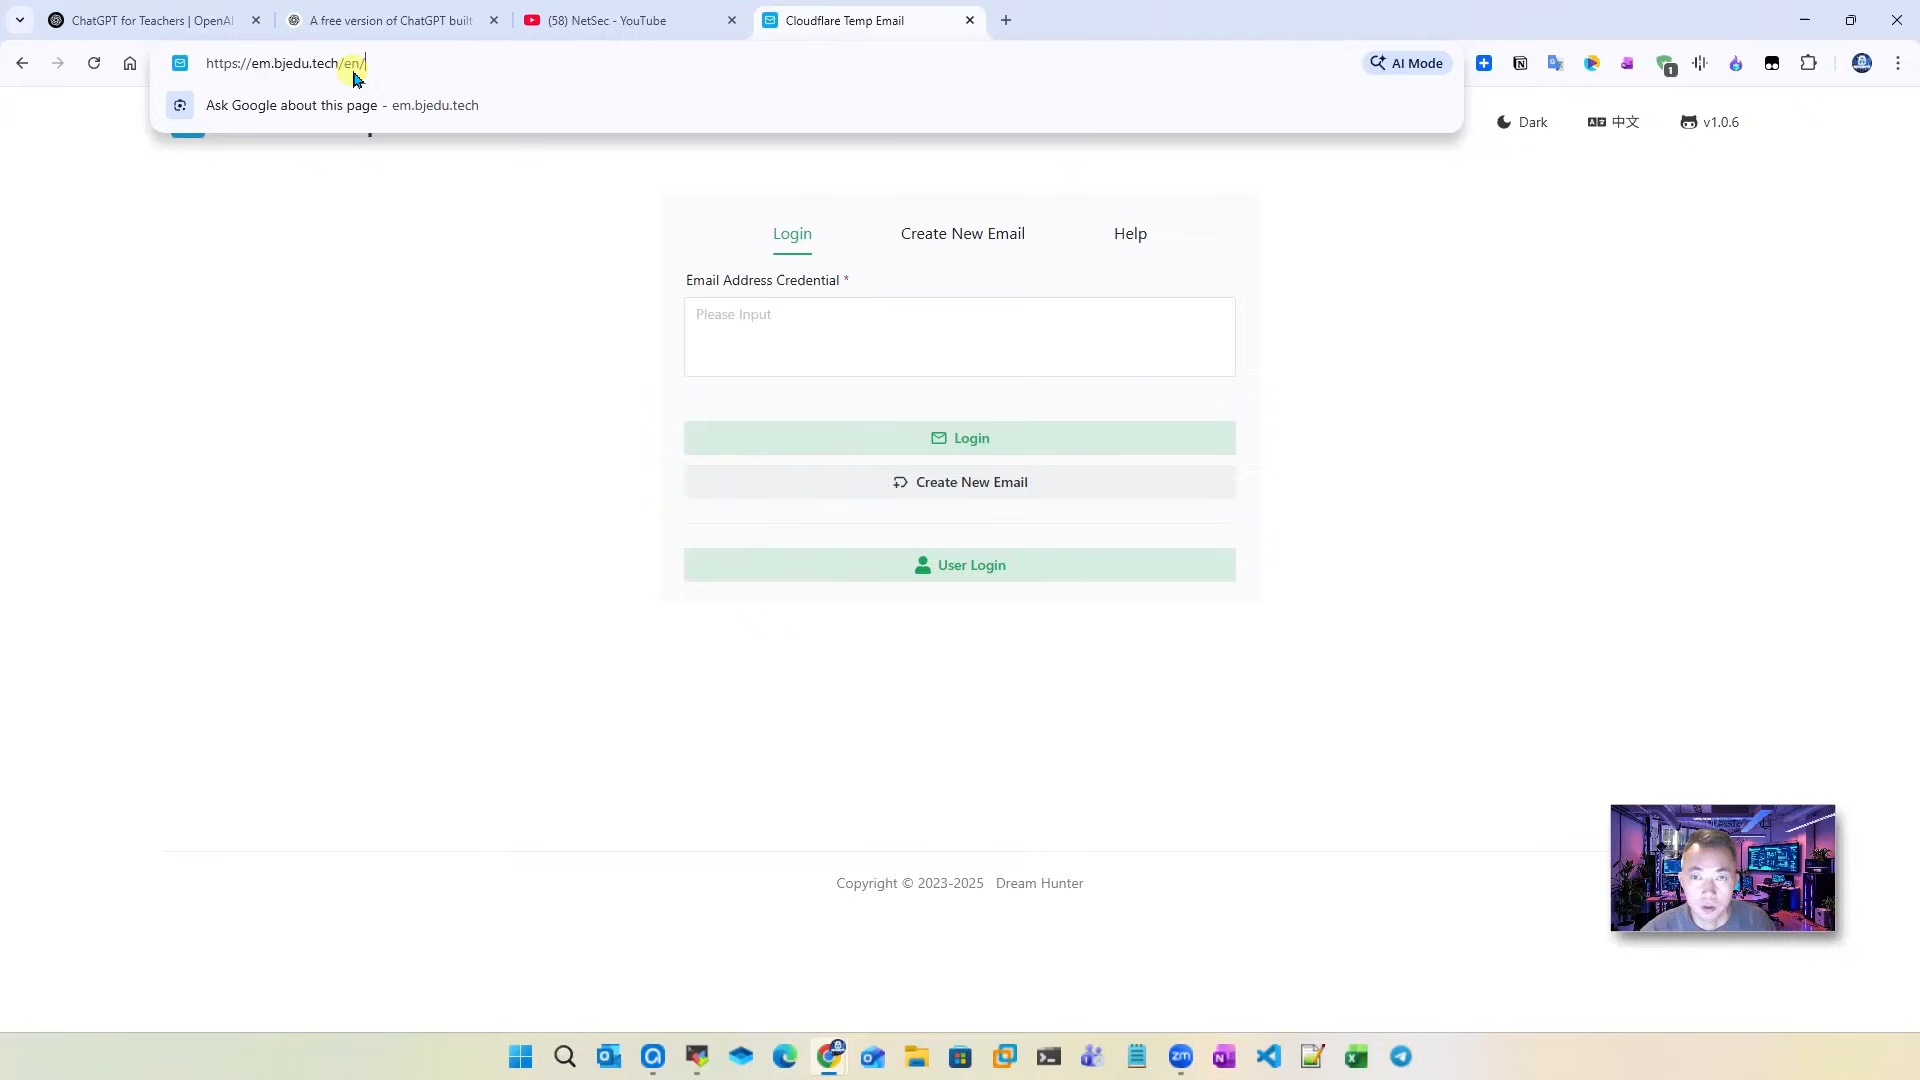 ChatGPT for Teachers | OpenAI
A free version of ChatGPT built
(58) NetSec - YouTube
Cloudflare Temp Email
https://em.bjedu.tech/en/
AI Mode
1
Ask Google about this page - em.bjedu.tech
Dark
中文
v1.0.6
Login
Create New Email
Help
Email Address Credential *
Please Input
Login
Create New Email
User Login
Copyright © 2023-2025 Dream Hunter